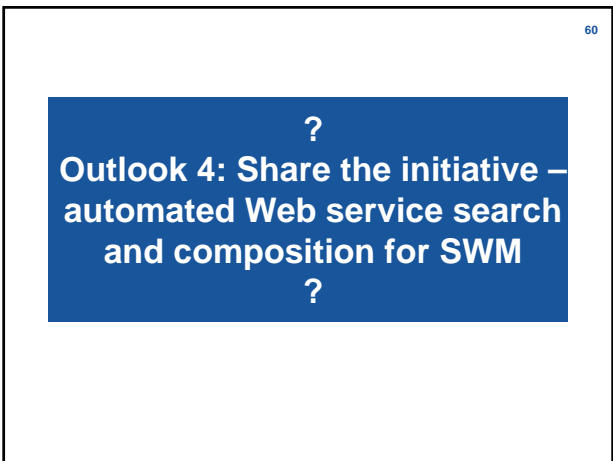 60
?
Outlook 4: Share the initiative –
automated Web service search
and composition for SWM
?